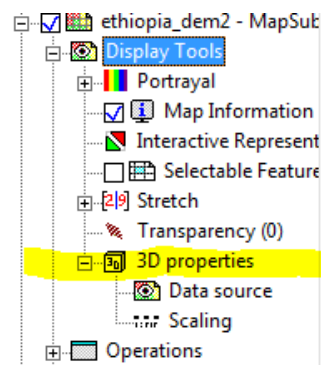 ethiopia_dem2 - MapSub
Display Tools
Portrayal
Map Information
Interactive Represent
Selectable Feature
2|9 Stretch
Transparency (0)
3D 3D properties
Data source
Scaling
Operations